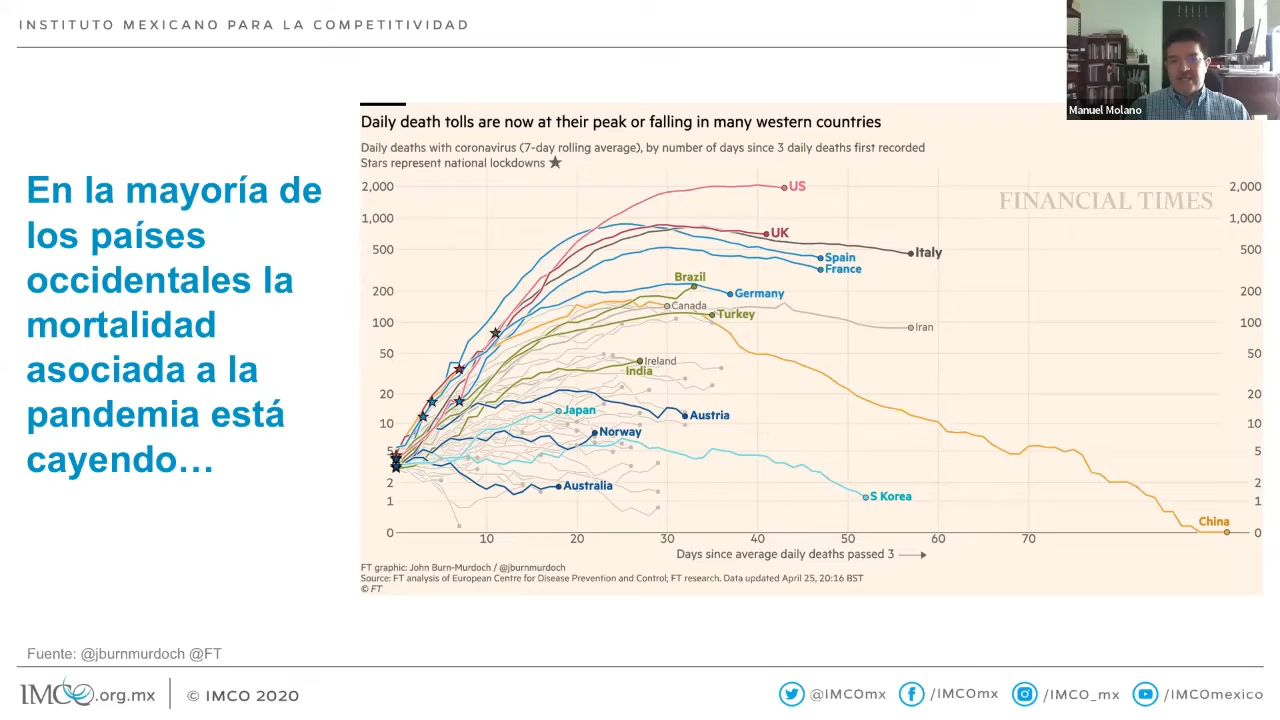 INSTITUTO MEXICANO PARA LA COMPETITIVIDAD
Manuel Molano
En la mayoría de
los países
occidentales la
mortalidad
asociada a la
pandemia está
cayendo…
Daily death tolls are now at their peak or falling in many western countries
Daily deaths with coronavirus (7-day rolling average), by number of days since 3 daily deaths first recorded
Stars represent national lockdowns ★
FINANCIAL TIMES
2,000
1,000
500
200
100
50
20
10
5
2
1
0
US
UK
Italy
Spain
France
Brazil
Germany
Canada
Turkey
Iran
Ireland
India
Japan
Austria
Norway
Australia
S Korea
China
2,000
1,000
500
200
100
50
20
10
5
2
1
0
10 20 30 40 50 60 70
Days since average daily deaths passed 3
FT graphic: John Burn-Murdoch / @jburnmurdoch
Source: FT analysis of European Centre for Disease Prevention and Control; FT research. Data updated April 25, 20:16 BST
© FT
Fuente: @jburnmurdoch @FT
IMCO.org.mx © IMCO 2020 @IMCOmx /IMCOmx /IMCO_mx /IMCOmexico